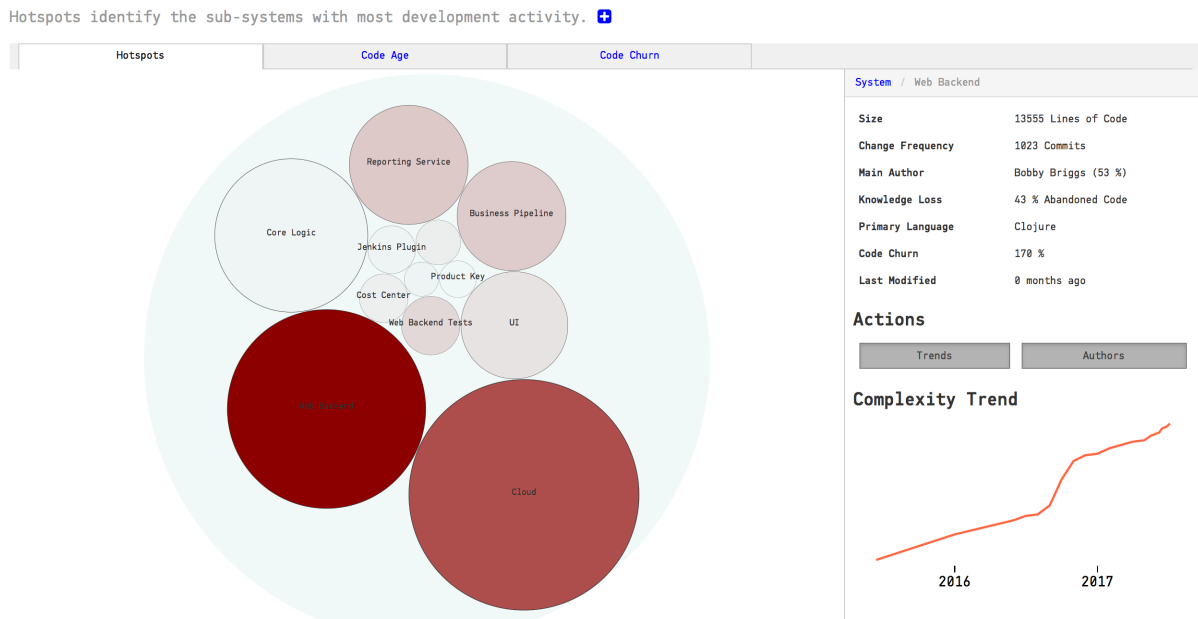 Hotspots identify the sub-systems with most development activity.
Hotspots
Code Age
Code Churn
System / Web Backend
Size 13555 Lines of Code
Change Frequency 1023 Commits
Main Author Bobby Briggs (53 %)
Knowledge Loss 43 % Abandoned Code
Primary Language Clojure
Code Churn 170 %
Last Modified 0 months ago
Actions
Trends
Authors
Complexity Trend
2016
2017
Reporting Service
Business Pipeline
Core Logic
Jenkins Plugin
Product Key
Cost Center
Web Backend Tests
UI
Web Backend
Cloud